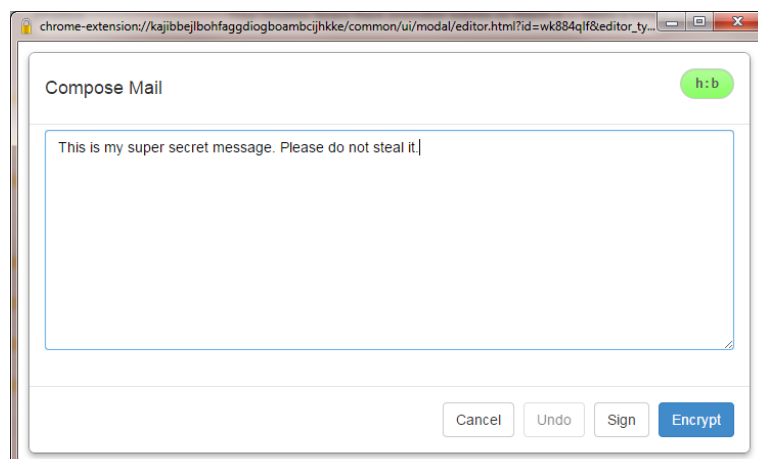 chrome-extension://kajibbejlbohfaggdiogboambcijhkke/common/ui/modal/editor.html?id=wk884qlf&editor_ty...
Compose Mail
h:b
This is my super secret message. Please do not steal it.
Cancel Undo Sign Encrypt